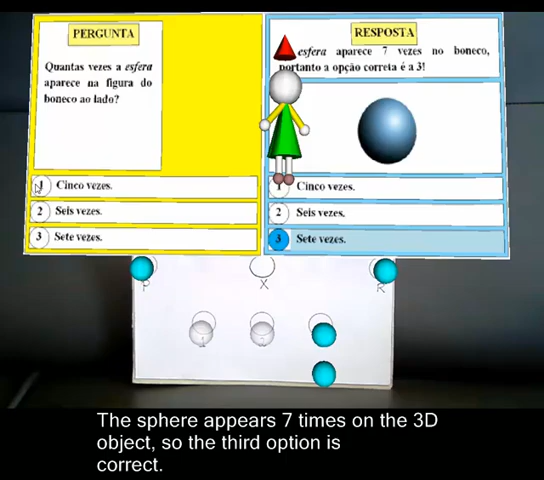 PERGUNTA
Quantas vezes a esfera
aparece na figura do
boneco ao lado?
1 Cinco vezes.
2 Seis vezes.
3 Sete vezes.
RESPOSTA
esfera aparece 7 vezes no boneco,
portanto a opção correta é a 3!
1 Cinco vezes.
2 Seis vezes.
3 Sete vezes.
P X R
1 2
The sphere appears 7 times on the 3D
object, so the third option is
correct.